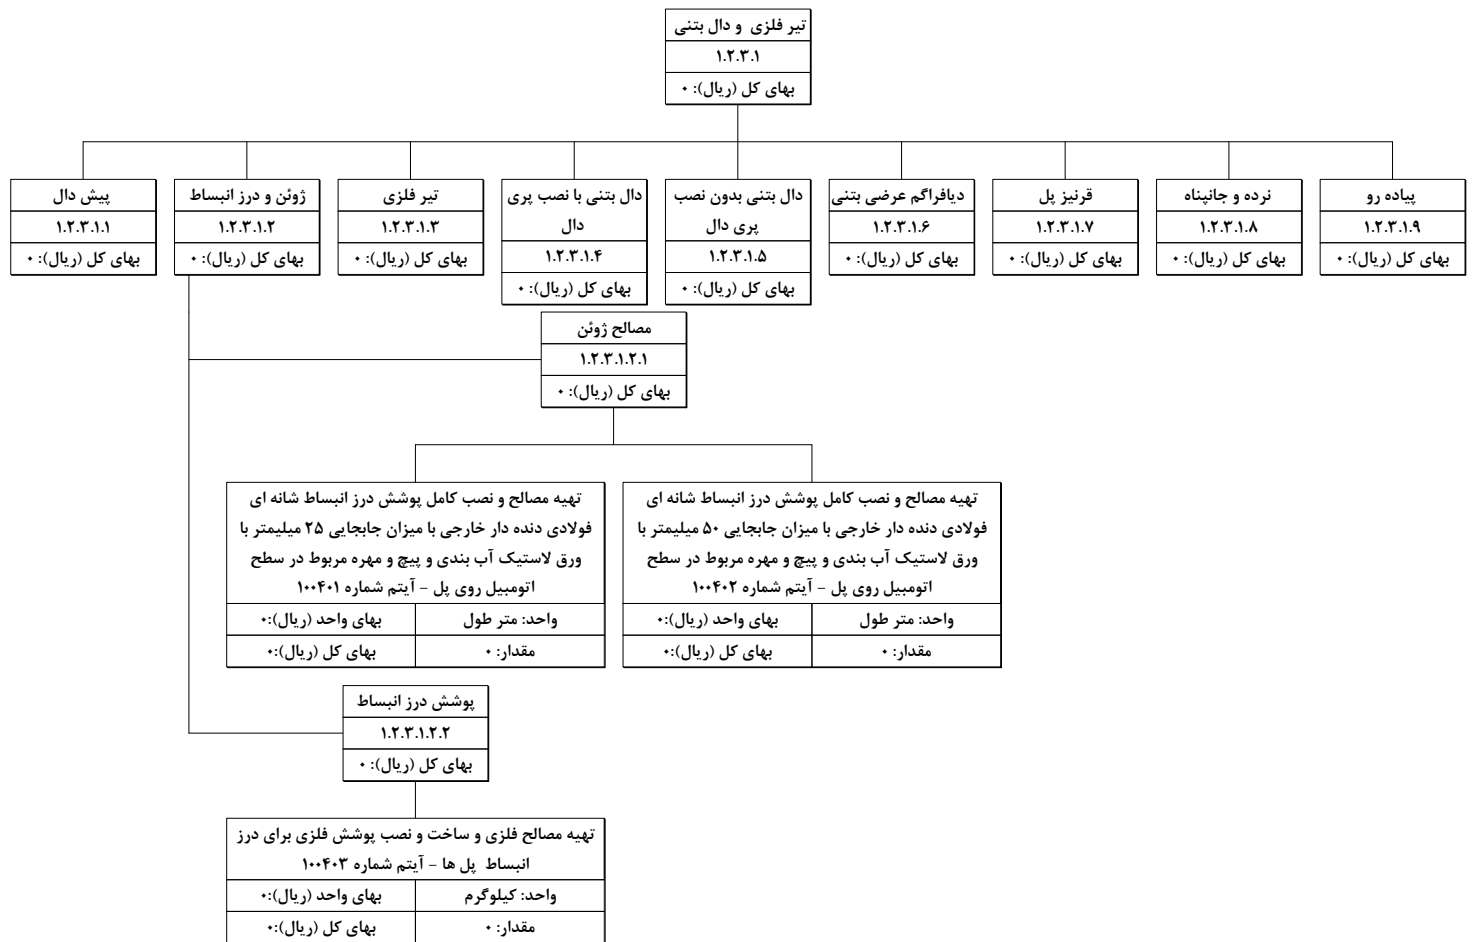 تیر فلزی و دال بتنی
۱.۲.۳.۱
بهای کل (ریال): ۰
پیش دال
۱.۲.۳.۱.۱
بهای کل (ریال): ۰
ژوئن و درز انبساط
۱.۲.۳.۱.۲
بهای کل (ریال): ۰
تیر فلزی
۱.۲.۳.۱.۳
بهای کل (ریال): ۰
دال بتنی با نصب پری
دال
۱.۲.۳.۱.۴
بهای کل (ریال): ۰
دال بتنی بدون نصب
پری دال
۱.۲.۳.۱.۵
بهای کل (ریال): ۰
دیافراگم عرضی بتنی
۱.۲.۳.۱.۶
بهای کل (ریال): ۰
قرنیز پل
۱.۲.۳.۱.۷
بهای کل (ریال): ۰
نرده و جانپناه
۱.۲.۳.۱.۸
بهای کل (ریال): ۰
پیاده رو
۱.۲.۳.۱.۹
بهای کل (ریال): ۰
مصالح ژوئن
۱.۲.۳.۱.۲.۱
بهای کل (ریال): ۰
تهیه مصالح و نصب کامل پوشش درز انبساط شانه ای
فولادی دنده دار خارجی با میزان جابجایی ۲۵ میلیمتر با
ورق لاستیک آب بندی و پیچ و مهره مربوط در سطح
اتومبیل روی پل - آیتم شماره ۱۰۰۴۰۱
واحد: متر طول بهای واحد (ریال):۰
مقدار: ۰ بهای کل (ریال):۰
تهیه مصالح و نصب کامل پوشش درز انبساط شانه ای
فولادی دنده دار خارجی با میزان جابجایی ۵۰ میلیمتر با
ورق لاستیک آب بندی و پیچ و مهره مربوط در سطح
اتومبیل روی پل - آیتم شماره ۱۰۰۴۰۲
واحد: متر طول بهای واحد (ریال):۰
مقدار: ۰ بهای کل (ریال):۰
پوشش درز انبساط
۱.۲.۳.۱.۲.۲
بهای کل (ریال): ۰
تهیه مصالح فلزی و ساخت و نصب پوشش فلزی برای درز
انبساط پل ها - آیتم شماره ۱۰۰۴۰۳
واحد: کیلوگرم بهای واحد (ریال):۰
مقدار: ۰ بهای کل (ریال):۰